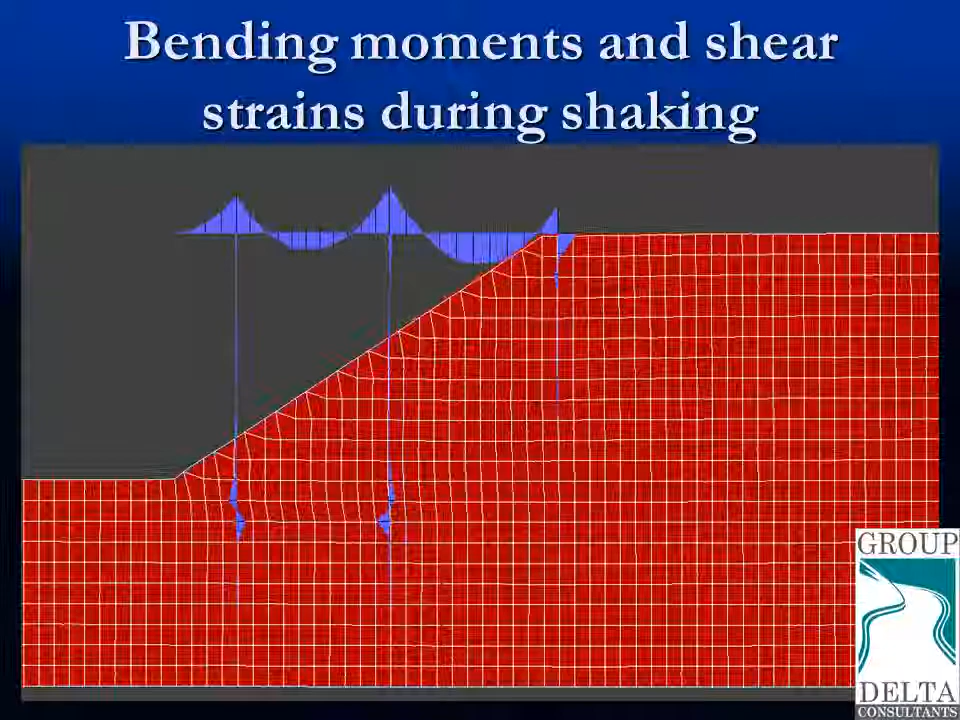 Bending moments and shear
strains during shaking
GROUP
DELTA
CONSULTANTS